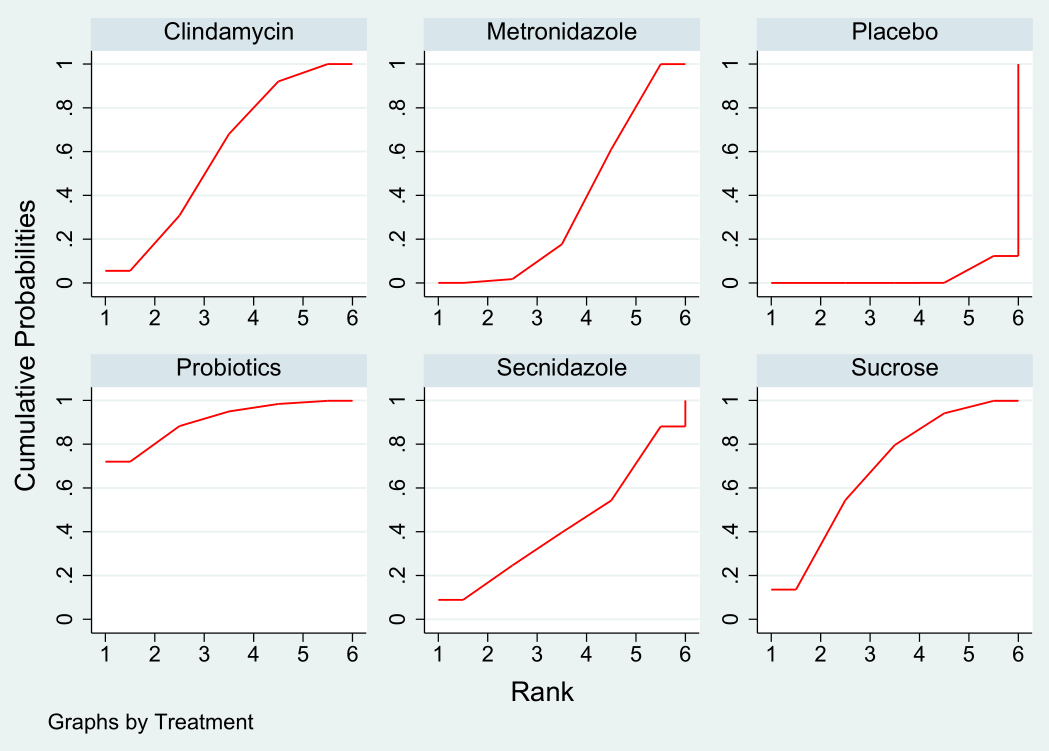 Clindamycin Metronidazole Placebo
0 .2 .4 .6 .8 1 0 .2 .4 .6 .8 1 0 .2 .4 .6 .8 1
1 2 3 4 5 6 1 2 3 4 5 6 1 2 3 4 5 6
Probiotics Secnidazole Sucrose
0 .2 .4 .6 .8 1 0 .2 .4 .6 .8 1 0 .2 .4 .6 .8 1
1 2 3 4 5 6 1 2 3 4 5 6 1 2 3 4 5 6
Cumulative Probabilities
Rank
Graphs by Treatment